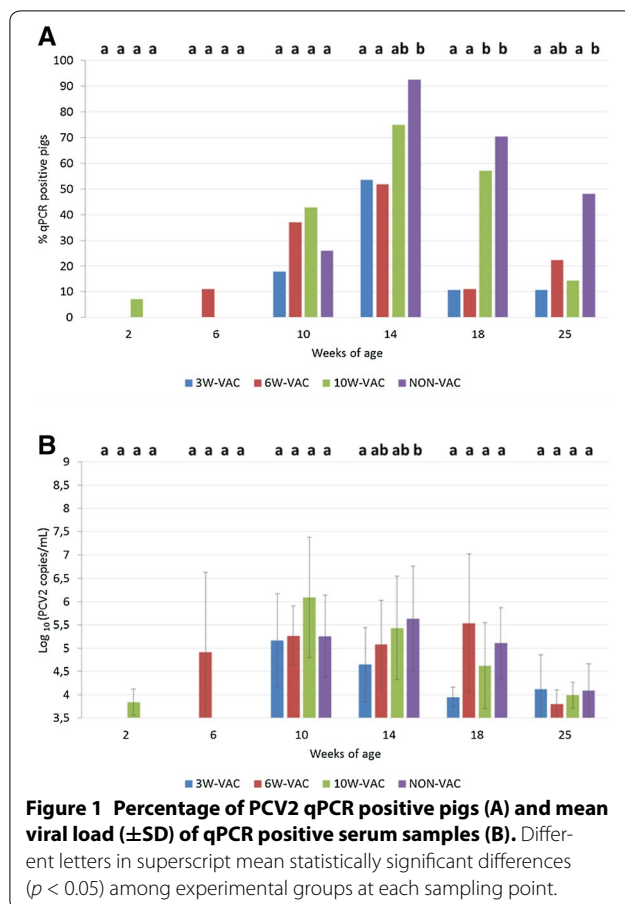 A
a a a a a a a a a a a a a a ab b a a b b a ab a b
100
90
80
70
60
50
40
30
20
10
0
% qPCR positive pigs
2 6 10 14 18 25
Weeks of age
3W-VAC 6W-VAC 10W-VAC NON-VAC
B
a a a a a a a a a a a a a ab ab b a a a a a a a a
9
8,5
8
7,5
7
6,5
6
5,5
5
4,5
4
3,5
Log 10 (PCV2 copies/mL)
2 6 10 14 18 25
Weeks of age
3W-VAC 6W-VAC 10W-VAC NON-VAC
Figure 1 Percentage of PCV2 qPCR positive pigs (A) and mean
viral load (±SD) of qPCR positive serum samples (B). Differ-
ent letters in superscript mean statistically significant differences
(p < 0.05) among experimental groups at each sampling point.